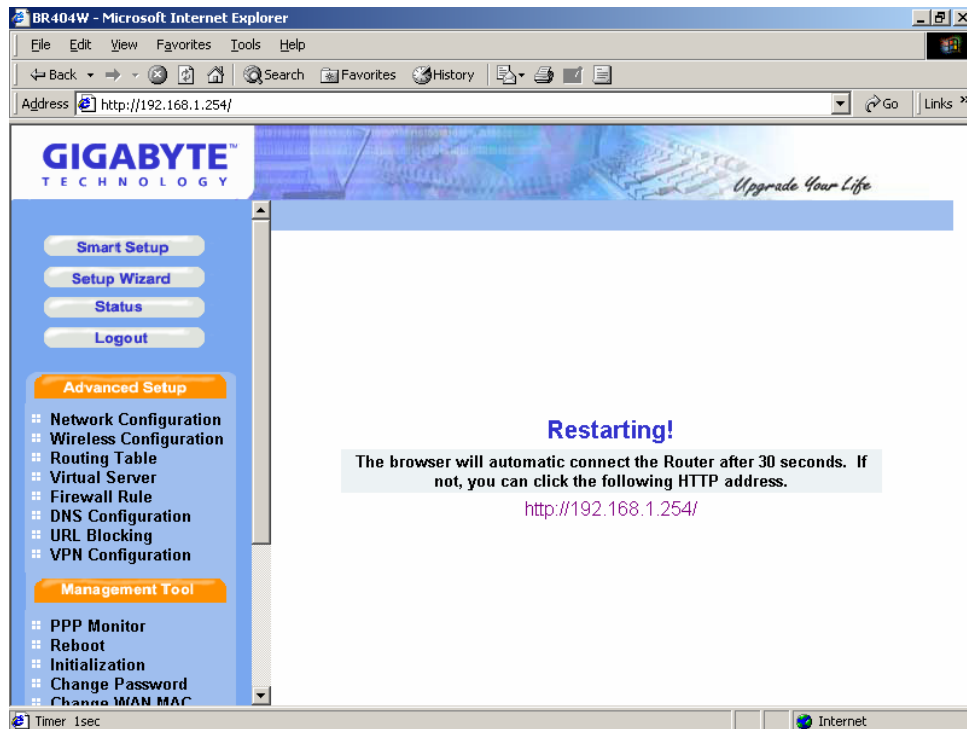 BR404W - Microsoft Internet Explorer
File Edit View Favorites Tools Help
Back Search Favorites History
Address http://192.168.1.254/ Go Links »
GIGABYTE™
TECHNOLOGY
Upgrade Your Life
Smart Setup
Setup Wizard
Status
Logout
Advanced Setup
Network Configuration
Wireless Configuration
Routing Table
Virtual Server
Firewall Rule
DNS Configuration
URL Blocking
VPN Configuration
Management Tool
PPP Monitor
Reboot
Initialization
Change Password
Change WAN MAC
Restarting!
The browser will automatic connect the Router after 30 seconds. If
not, you can click the following HTTP address.
http://192.168.1.254/
Timer 1sec Internet